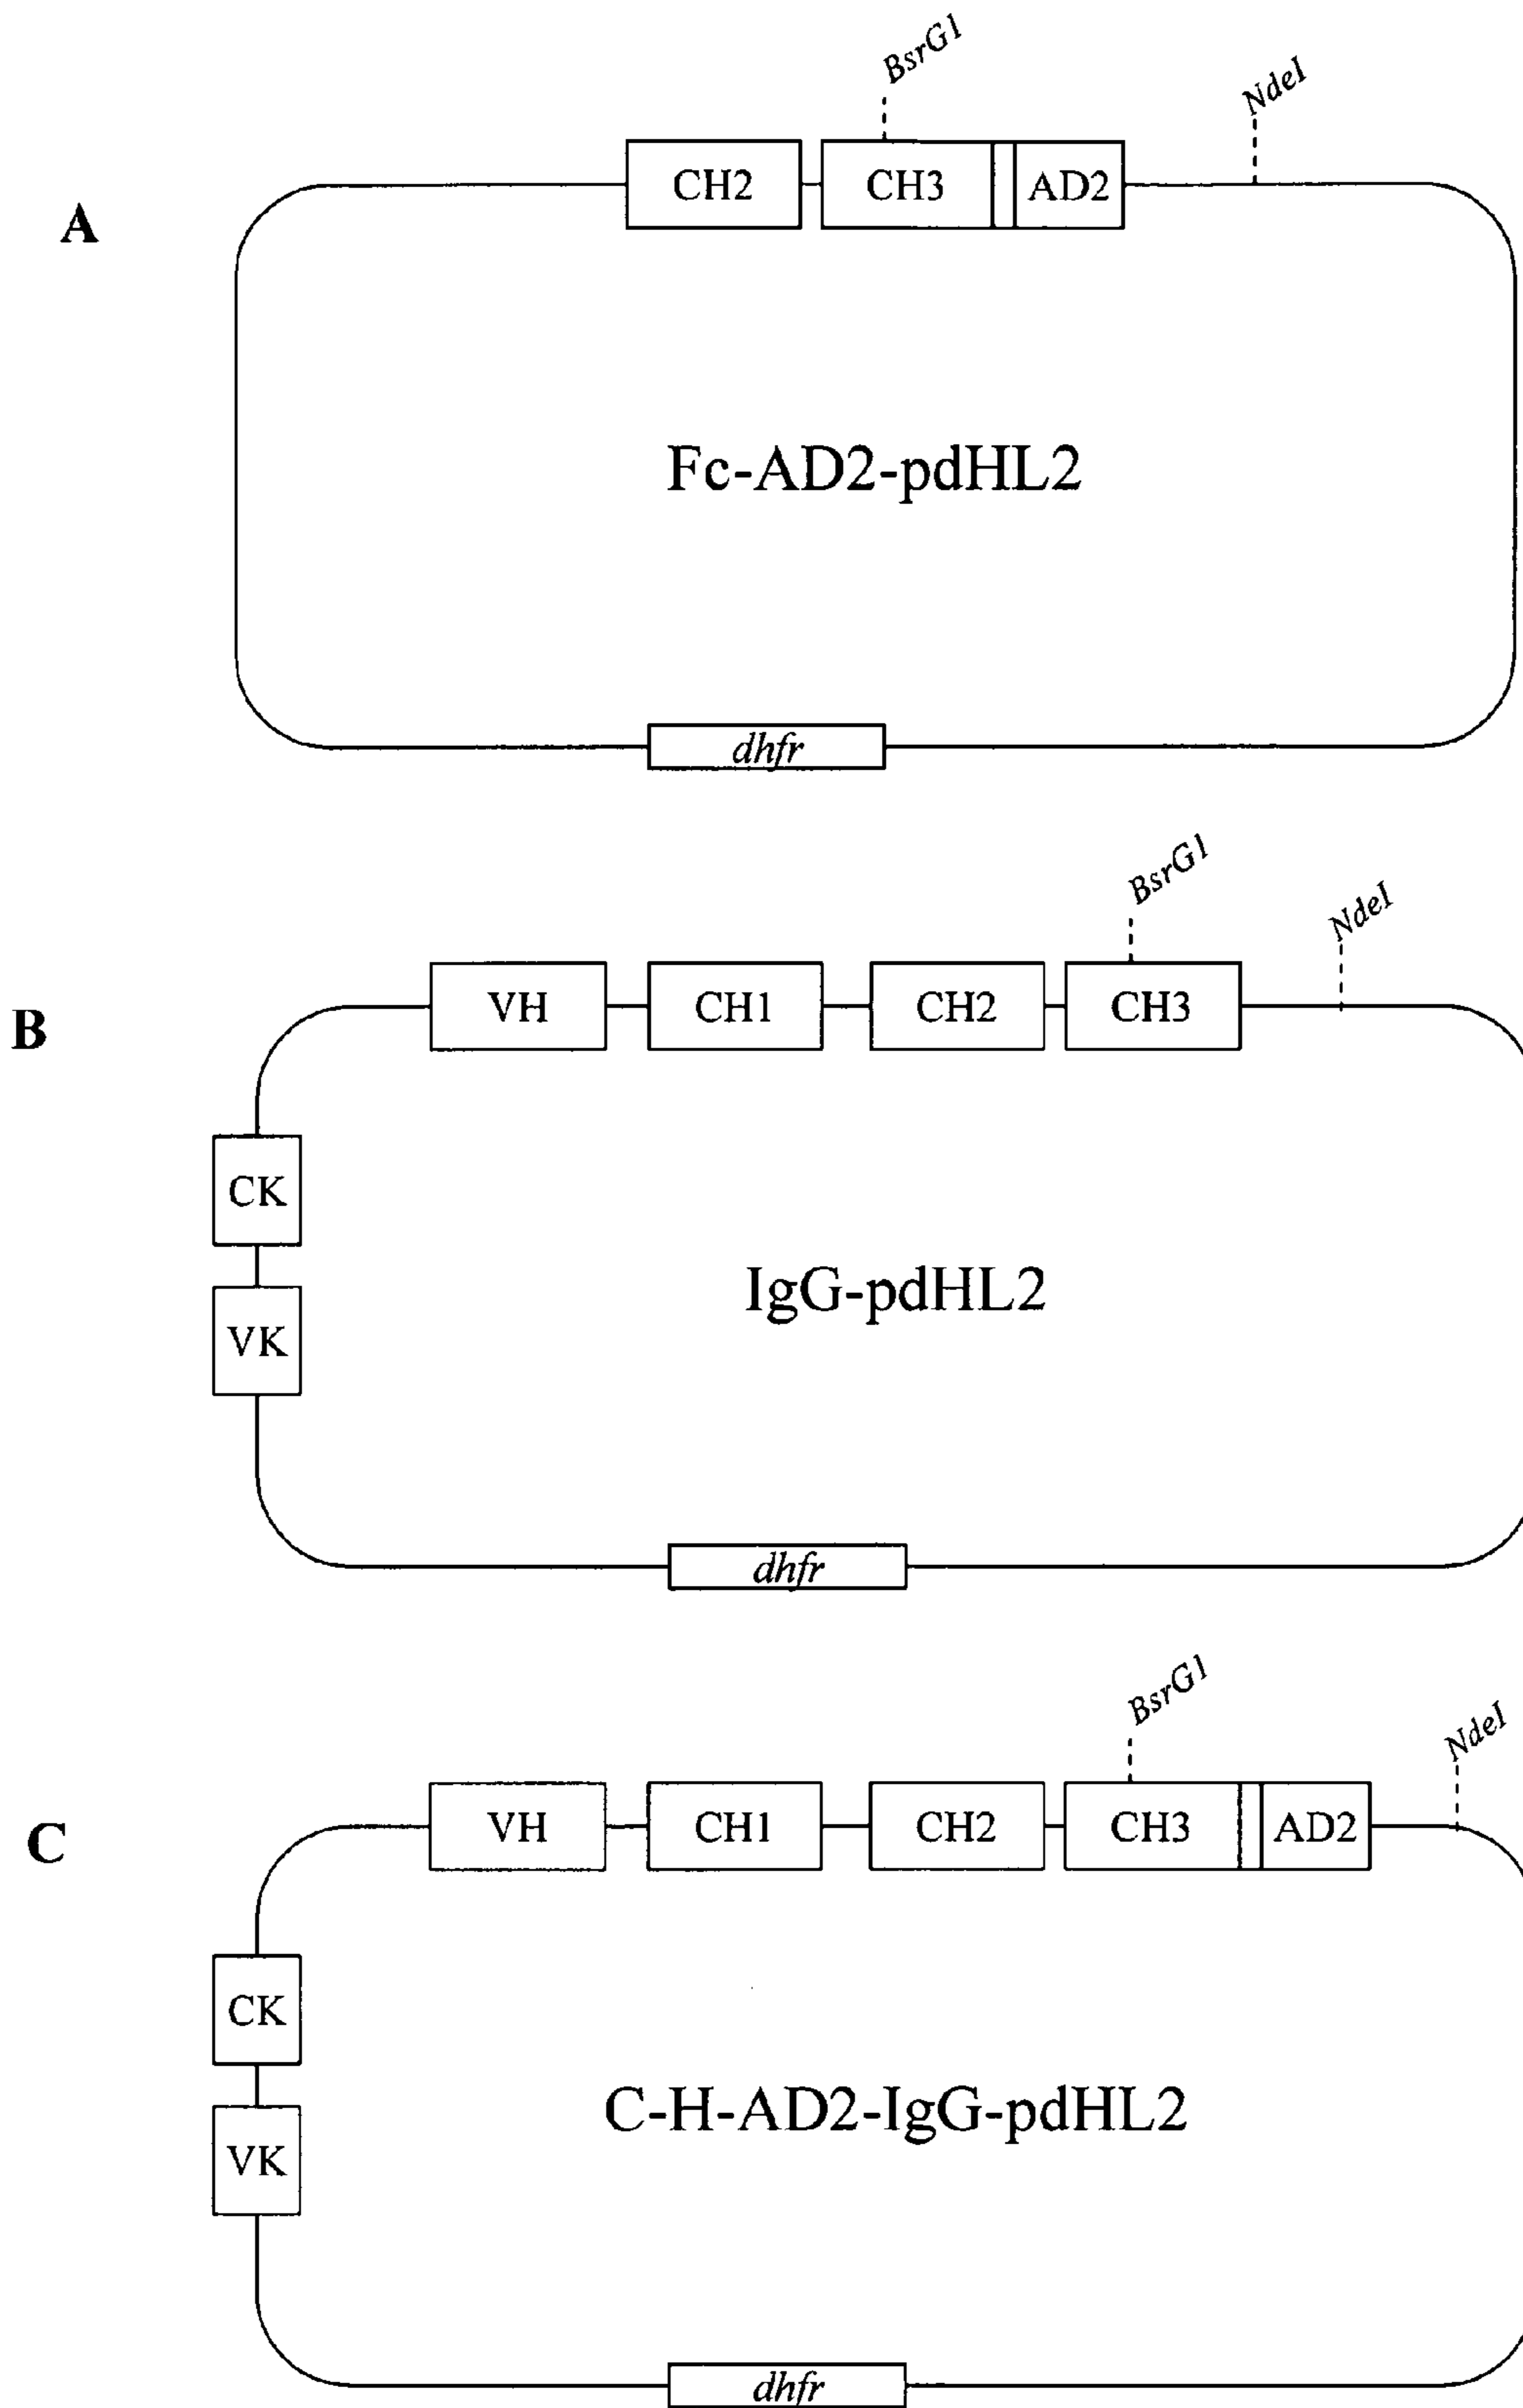 BsrG1
NdeI
A
CH2 CH3 AD2
Fc-AD2-pdHL2
dhfr
BsrG1
NdeI
B
VH CH1 CH2 CH3
CK
IgG-pdHL2
VK
dhfr
BsrG1
NdeI
C
VH CH1 CH2 CH3 AD2
CK
C-H-AD2-IgG-pdHL2
VK
dhfr